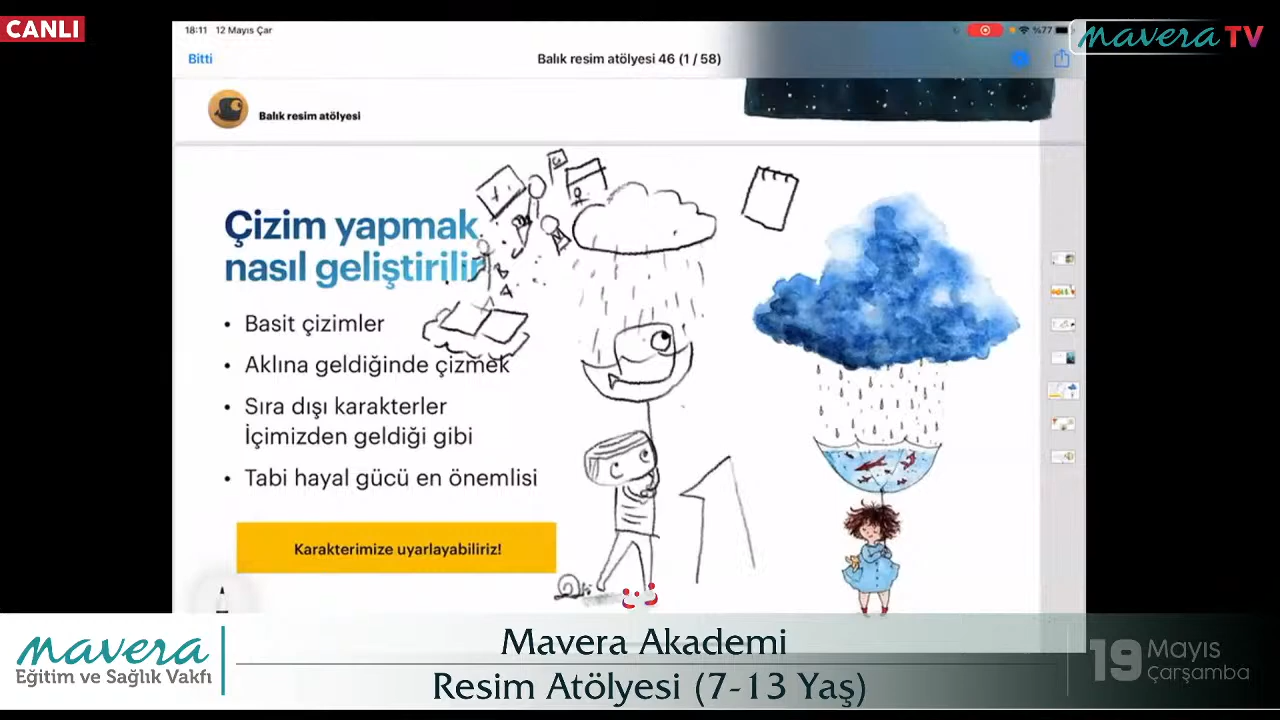 CANLI
18:11 12 Mayıs Çar
%77
mavera TV
Bitti
Balık resim atölyesi 46 (1 / 58)
Balık resim atölyesi
Çizim yapmak
nasıl geliştirilir
• Basit çizimler
• Aklına geldiğinde çizmek
• Sıra dışı karakterler
İçimizden geldiği gibi
• Tabi hayal gücü en önemlisi
Karakterimize uyarlayabiliriz!
mavera
Eğitim ve Sağlık Vakfı
Mavera Akademi
Resim Atölyesi (7-13 Yaş)
19 Mayıs
Çarşamba